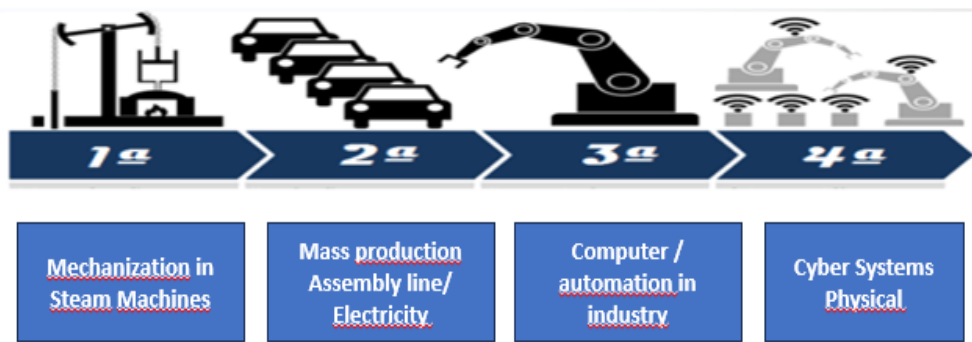 1ª
2ª
3ª
4ª
Mechanization in
Steam Machines
Mass production
Assembly line/
Electricity
Computer /
automation in
industry
Cyber Systems
Physical